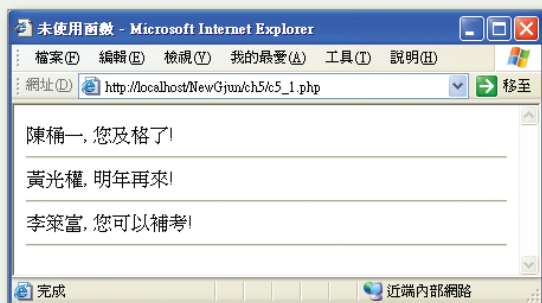 未使用函數 - Microsoft Internet Explorer
檔案(F) 編輯(E) 檢視(V) 我的最愛(A) 工具(T) 說明(H)
網址(D) http://localhost/NewGjun/ch5/c5_1.php 移至
陳桶一, 您及格了!
黃光權, 明年再來!
李策富, 您可以補考!
完成 近端內部網路